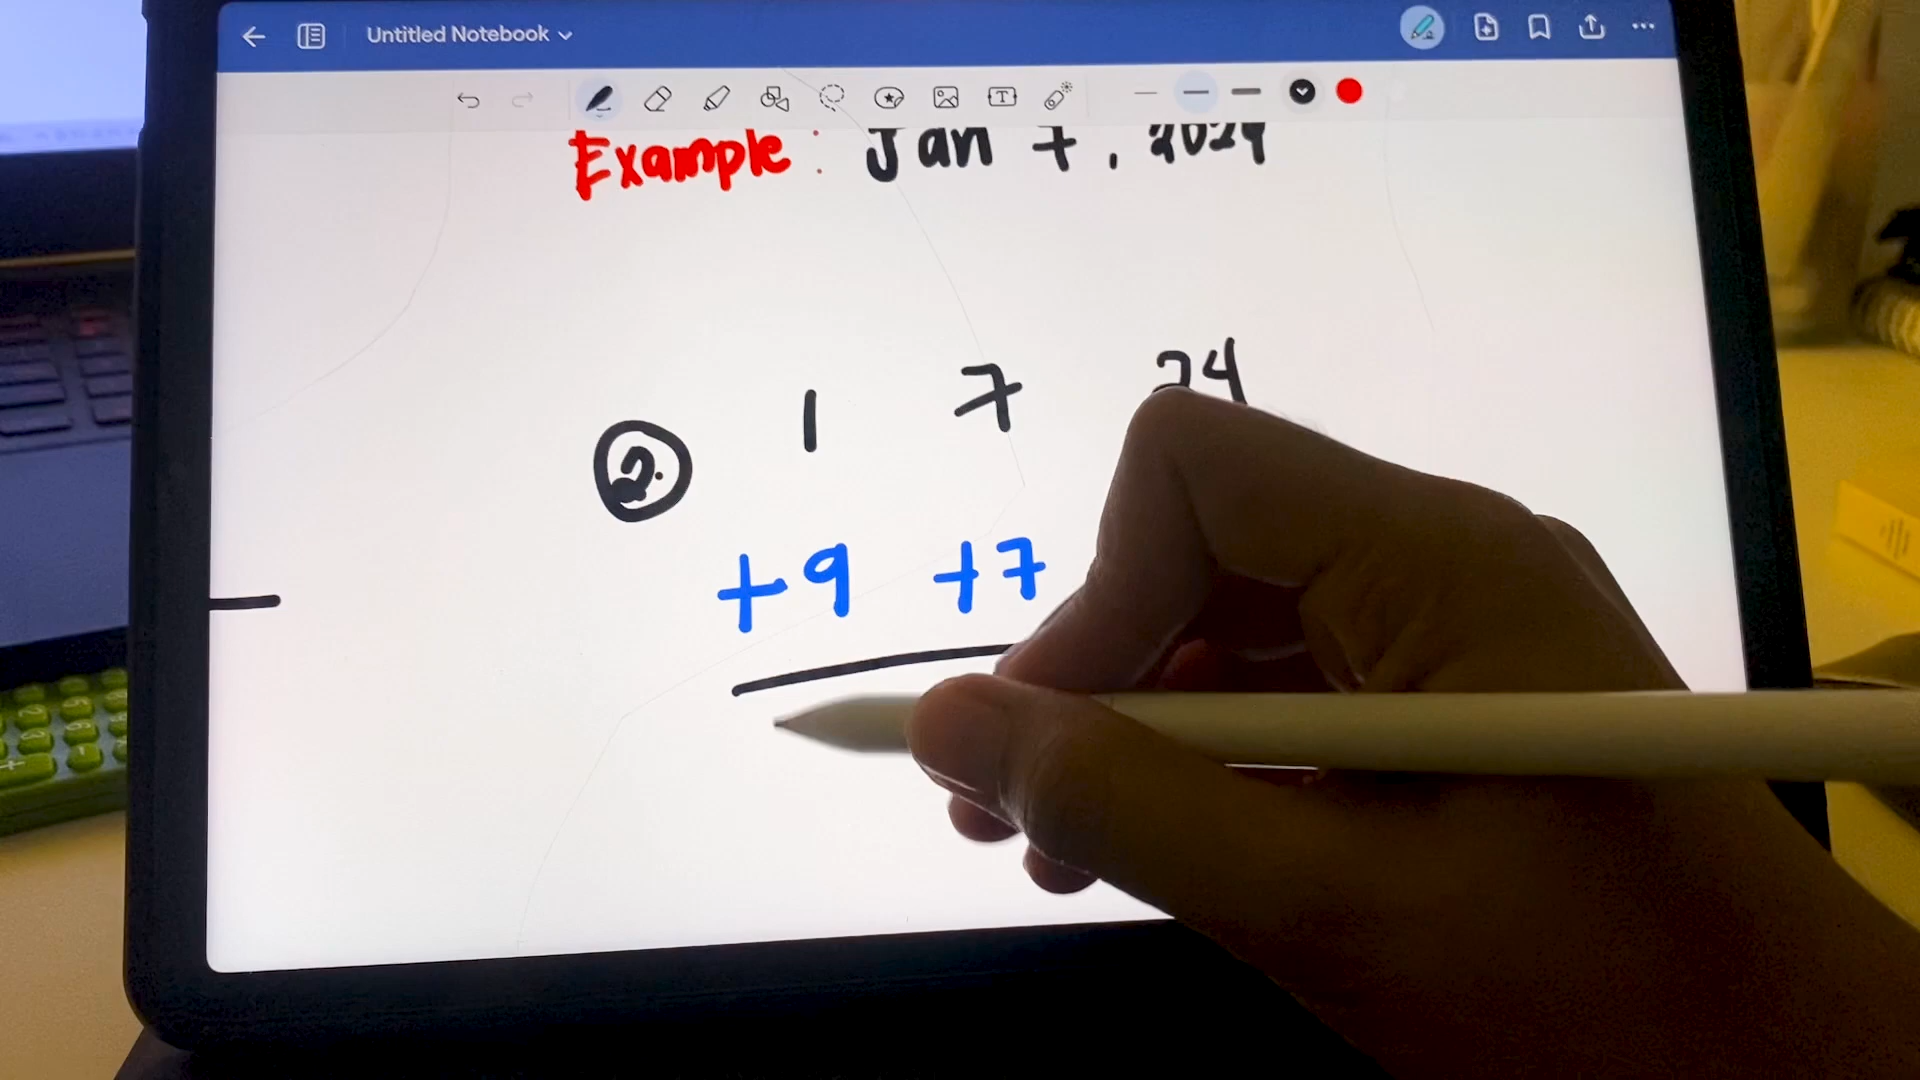 Untitled Notebook
T
Example: Jan 7, 2024
2. 1 7 24
+9 +7